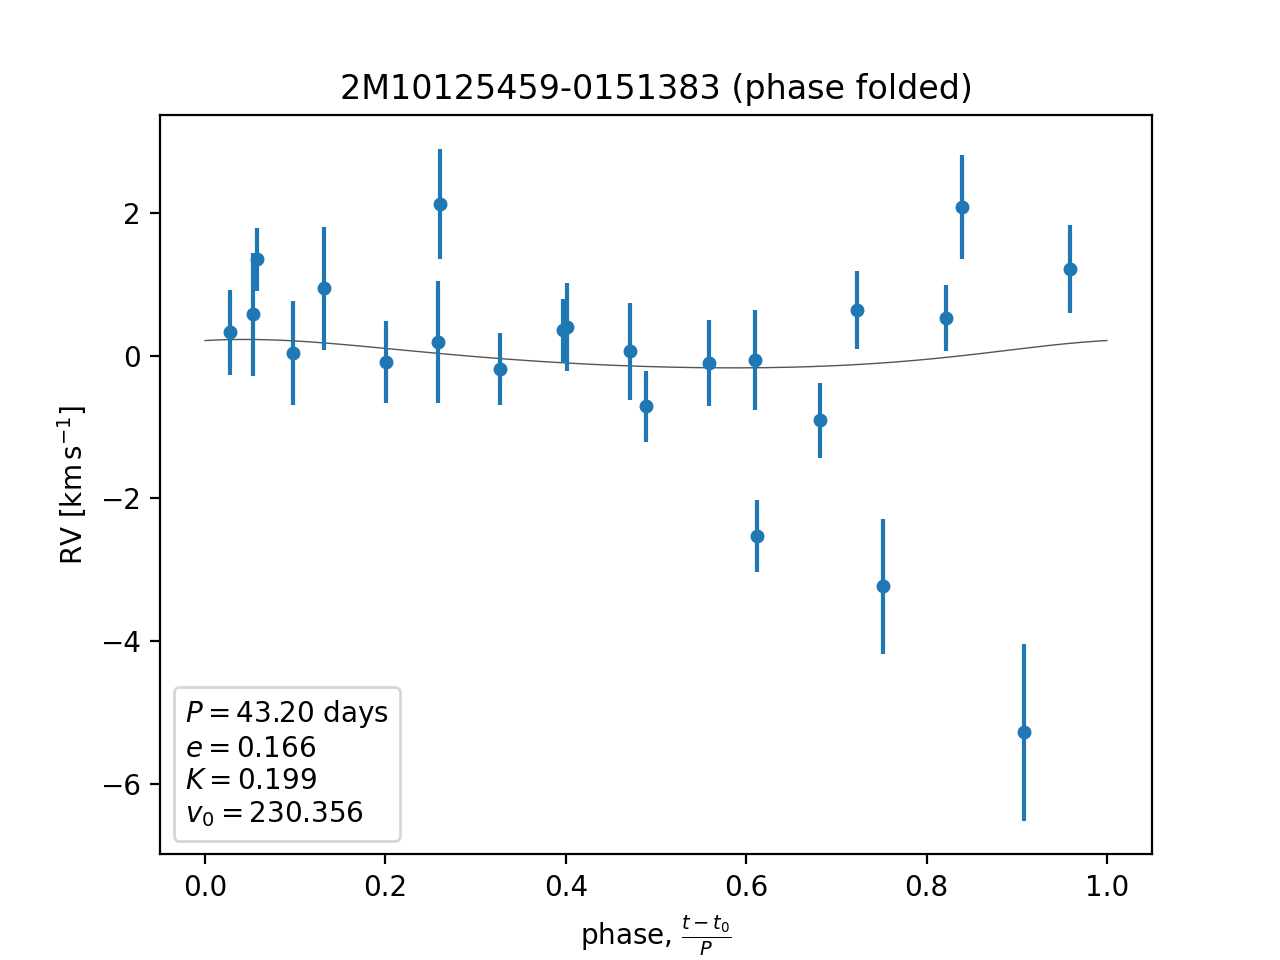 2M10125459-0151383 (phase folded)
RV [km s⁻¹]
2
0
−2
−4
−6
P = 43.20 days
e = 0.166
K = 0.199
v₀ = 230.356
0.0 0.2 0.4 0.6 0.8 1.0
phase, (t − t₀)/P